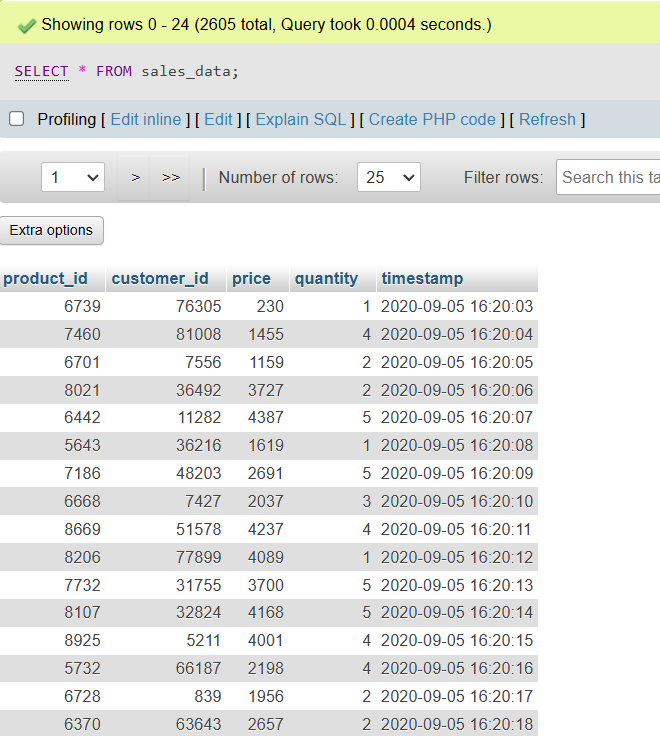 Showing rows 0 - 24 (2605 total, Query took 0.0004 seconds.)
SELECT * FROM sales_data;
Profiling [ Edit inline ] [ Edit ] [ Explain SQL ] [ Create PHP code ] [ Refresh ]
1 > >> | Number of rows: 25 Filter rows: Search this ta
Extra options
product_id customer_id price quantity timestamp
6739 76305 230 1 2020-09-05 16:20:03
7460 81008 1455 4 2020-09-05 16:20:04
6701 7556 1159 2 2020-09-05 16:20:05
8021 36492 3727 2 2020-09-05 16:20:06
6442 11282 4387 5 2020-09-05 16:20:07
5643 36216 1619 1 2020-09-05 16:20:08
7186 48203 2691 5 2020-09-05 16:20:09
6668 7427 2037 3 2020-09-05 16:20:10
8669 51578 4237 4 2020-09-05 16:20:11
8206 77899 4089 1 2020-09-05 16:20:12
7732 31755 3700 5 2020-09-05 16:20:13
8107 32824 4168 5 2020-09-05 16:20:14
8925 5211 4001 4 2020-09-05 16:20:15
5732 66187 2198 4 2020-09-05 16:20:16
6728 839 1956 2 2020-09-05 16:20:17
6370 63643 2657 2 2020-09-05 16:20:18